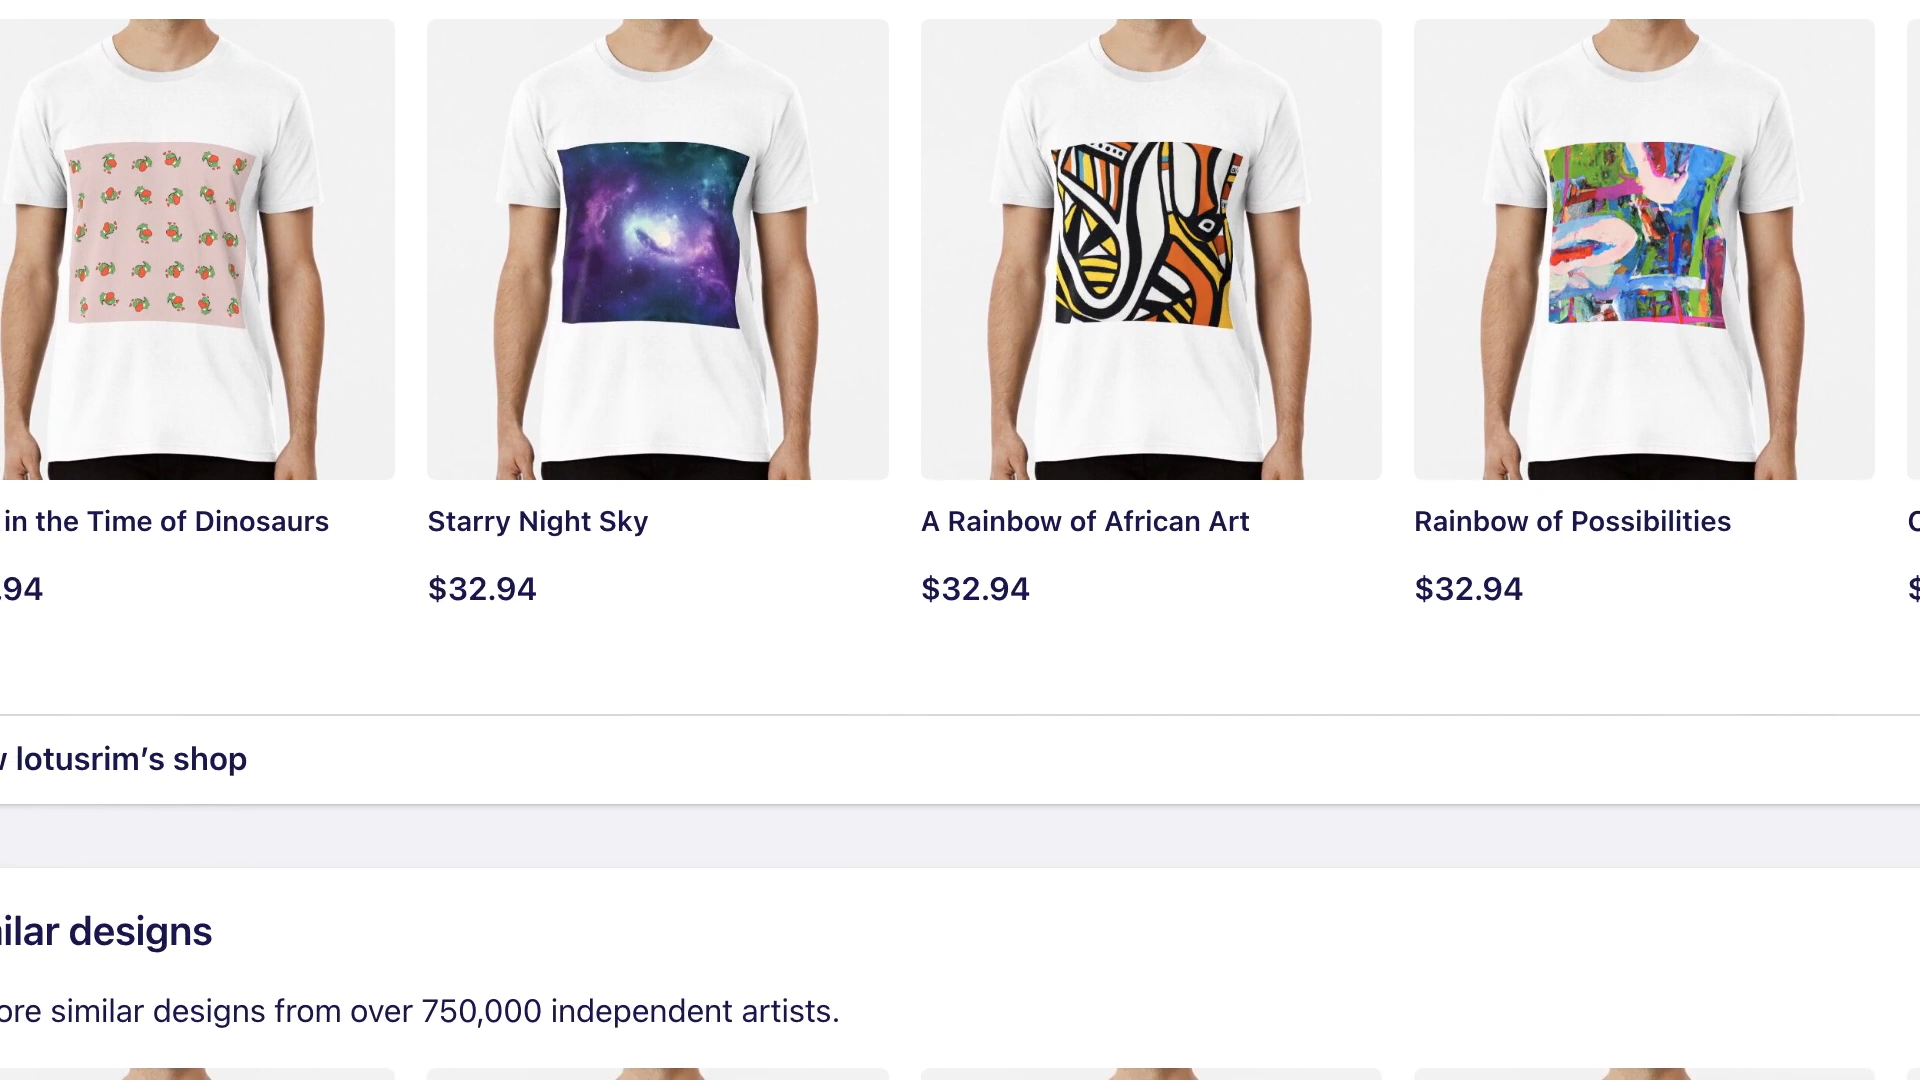 in the Time of Dinosaurs
Starry Night Sky
A Rainbow of African Art
Rainbow of Possibilities
.94
$32.94
$32.94
$32.94
$
lotusrim's shop
ilar designs
ore similar designs from over 750,000 independent artists.